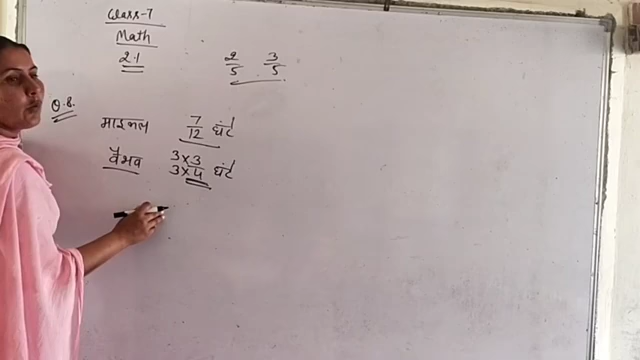 Class-7
Math
2.1
2/5 3/5
Q.8.
माइकल 7/12 घंटे
वैभव 3×3/3×4 घंटे